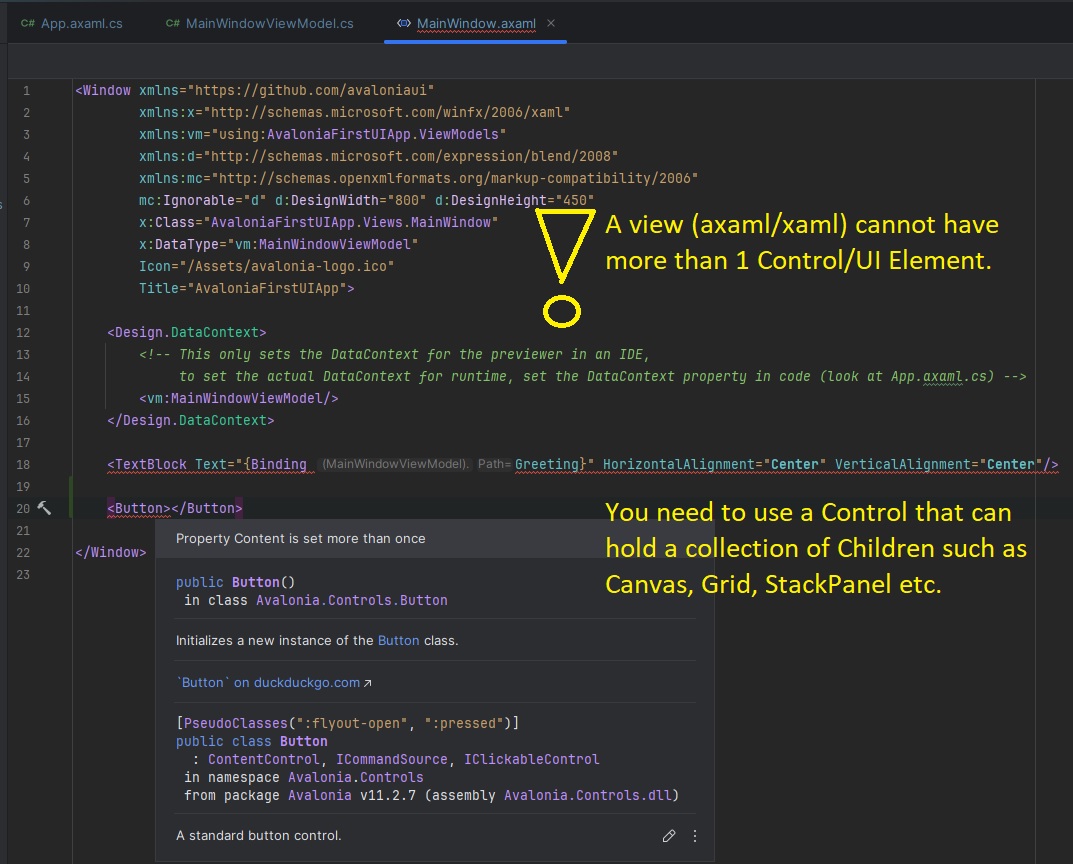 C# App.axaml.cs C# MainWindowViewModel.cs MainWindow.axaml ×
1 <Window xmlns="https://github.com/avaloniaui"
2 xmlns:x="http://schemas.microsoft.com/winfx/2006/xaml"
3 xmlns:vm="using:AvaloniaFirstUIApp.ViewModels"
4 xmlns:d="http://schemas.microsoft.com/expression/blend/2008"
5 xmlns:mc="http://schemas.openxmlformats.org/markup-compatibility/2006"
6 mc:Ignorable="d" d:DesignWidth="800" d:DesignHeight="450"
7 x:Class="AvaloniaFirstUIApp.Views.MainWindow"
8 x:DataType="vm:MainWindowViewModel"
9 Icon="/Assets/avalonia-logo.ico"
10 Title="AvaloniaFirstUIApp">
A view (axaml/xaml) cannot have
more than 1 Control/UI Element.
11
12 <Design.DataContext>
13 <!-- This only sets the DataContext for the previewer in an IDE,
14 to set the actual DataContext for runtime, set the DataContext property in code (look at App.axaml.cs) -->
15 <vm:MainWindowViewModel/>
16 </Design.DataContext>
17
18 <TextBlock Text="{Binding (MainWindowViewModel). Path=Greeting}" HorizontalAlignment="Center" VerticalAlignment="Center"/>
19
20 <Button></Button>
21
22 </Window>
23
You need to use a Control that can
hold a collection of Children such as
Canvas, Grid, StackPanel etc.
Property Content is set more than once
public Button()
in class Avalonia.Controls.Button
Initializes a new instance of the Button class.
`Button` on duckduckgo.com ↗
[PseudoClasses(":flyout-open", ":pressed")]
public class Button
: ContentControl, ICommandSource, IClickableControl
in namespace Avalonia.Controls
from package Avalonia v11.2.7 (assembly Avalonia.Controls.dll)
A standard button control.